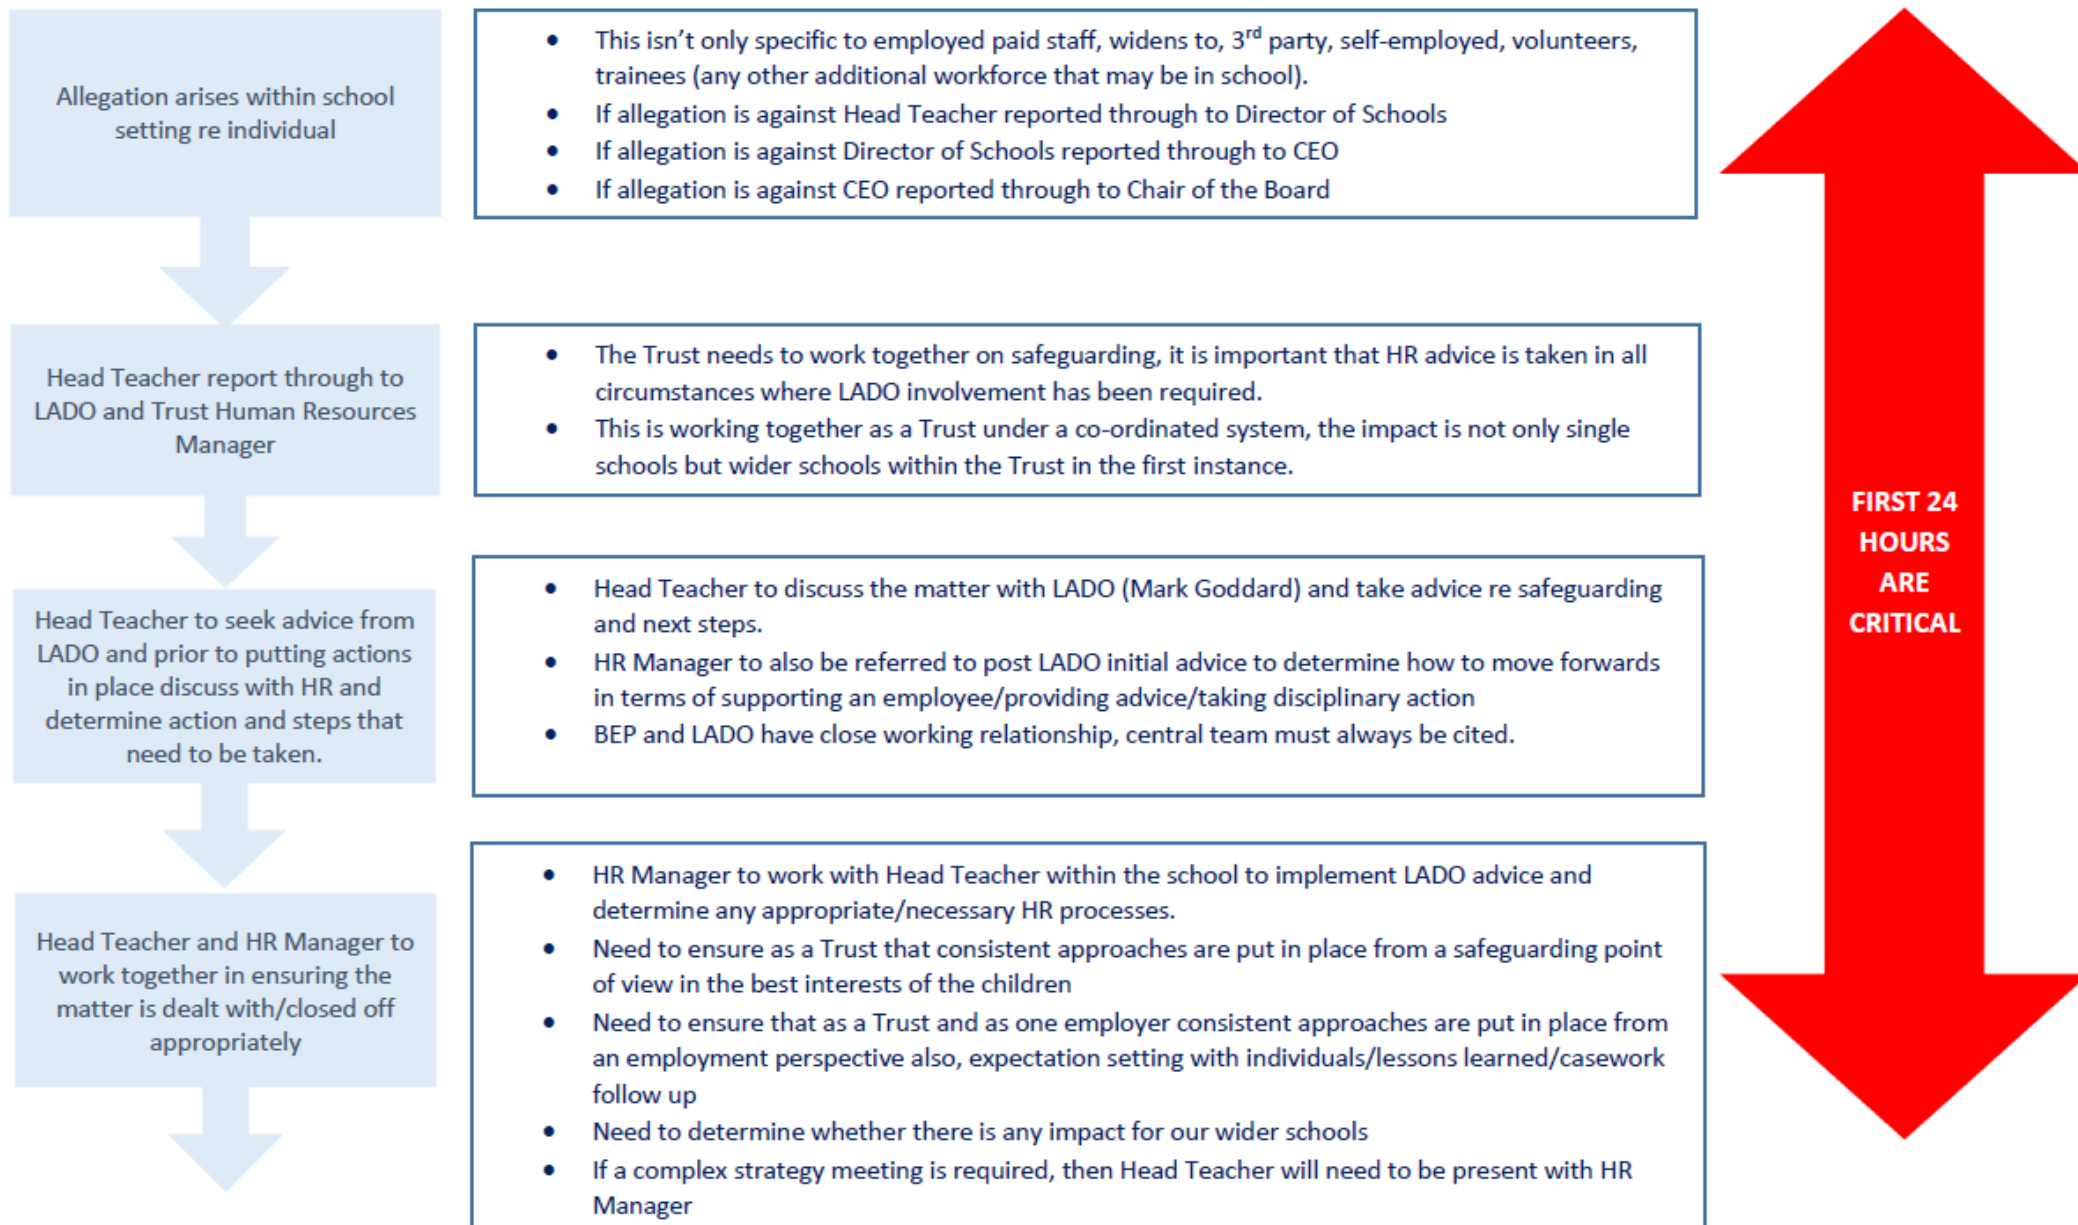 Allegation arises within school
setting re individual
• This isn’t only specific to employed paid staff, widens to, 3rd party, self-employed, volunteers,
trainees (any other additional workforce that may be in school).
• If allegation is against Head Teacher reported through to Director of Schools
• If allegation is against Director of Schools reported through to CEO
• If allegation is against CEO reported through to Chair of the Board
Head Teacher report through to
LADO and Trust Human Resources
Manager
• The Trust needs to work together on safeguarding, it is important that HR advice is taken in all
circumstances where LADO involvement has been required.
• This is working together as a Trust under a co-ordinated system, the impact is not only single
schools but wider schools within the Trust in the first instance.
Head Teacher to seek advice from
LADO and prior to putting actions
in place discuss with HR and
determine action and steps that
need to be taken.
• Head Teacher to discuss the matter with LADO (Mark Goddard) and take advice re safeguarding
and next steps.
• HR Manager to also be referred to post LADO initial advice to determine how to move forwards
in terms of supporting an employee/providing advice/taking disciplinary action
• BEP and LADO have close working relationship, central team must always be cited.
Head Teacher and HR Manager to
work together in ensuring the
matter is dealt with/closed off
appropriately
• HR Manager to work with Head Teacher within the school to implement LADO advice and
determine any appropriate/necessary HR processes.
• Need to ensure as a Trust that consistent approaches are put in place from a safeguarding point
of view in the best interests of the children
• Need to ensure that as a Trust and as one employer consistent approaches are put in place from
an employment perspective also, expectation setting with individuals/lessons learned/casework
follow up
• Need to determine whether there is any impact for our wider schools
• If a complex strategy meeting is required, then Head Teacher will need to be present with HR
Manager
FIRST 24
HOURS
ARE
CRITICAL